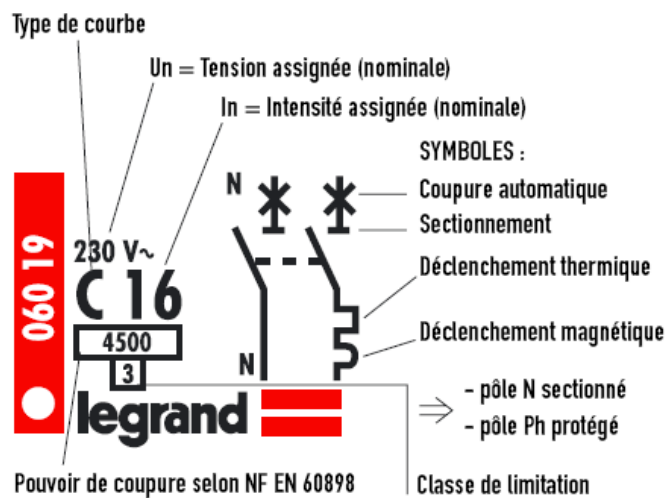 Type de courbe
Un = Tension assignée (nominale)
In = Intensité assignée (nominale)
SYMBOLES :
Coupure automatique
Sectionnement
Déclenchement thermique
Déclenchement magnétique
060 19
230 V~
C 16
4500
3
legrand
N
N
- pôle N sectionné
- pôle Ph protégé
Pouvoir de coupure selon NF EN 60898
Classe de limitation